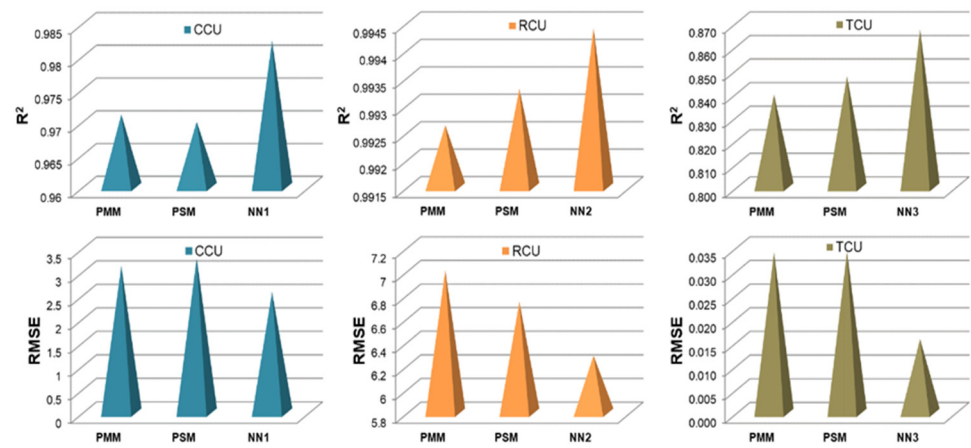 CCU
R²
0.985
0.98
0.975
0.97
0.965
0.96
PMM PSM NN1
RCU
R²
0.9945
0.994
0.9935
0.993
0.9925
0.992
0.9915
PMM PSM NN2
TCU
R²
0.870
0.860
0.850
0.840
0.830
0.820
0.810
0.800
PMM PSM NN3
CCU
RMSE
3.5
3
2.5
2
1.5
1
0.5
0
PMM PSM NN1
RCU
RMSE
7.2
7
6.8
6.6
6.4
6.2
6
5.8
PMM PSM NN2
TCU
RMSE
0.035
0.030
0.025
0.020
0.015
0.010
0.005
0.000
PMM PSM NN3